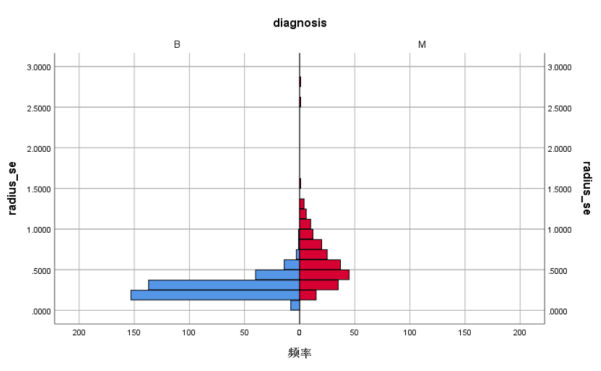 diagnosis
B M
3.0000 3.0000
2.5000 2.5000
2.0000 2.0000
1.5000 1.5000
1.0000 1.0000
.5000 .5000
.0000 .0000
radius_se radius_se
200 150 100 50 0 50 100 150 200
频率